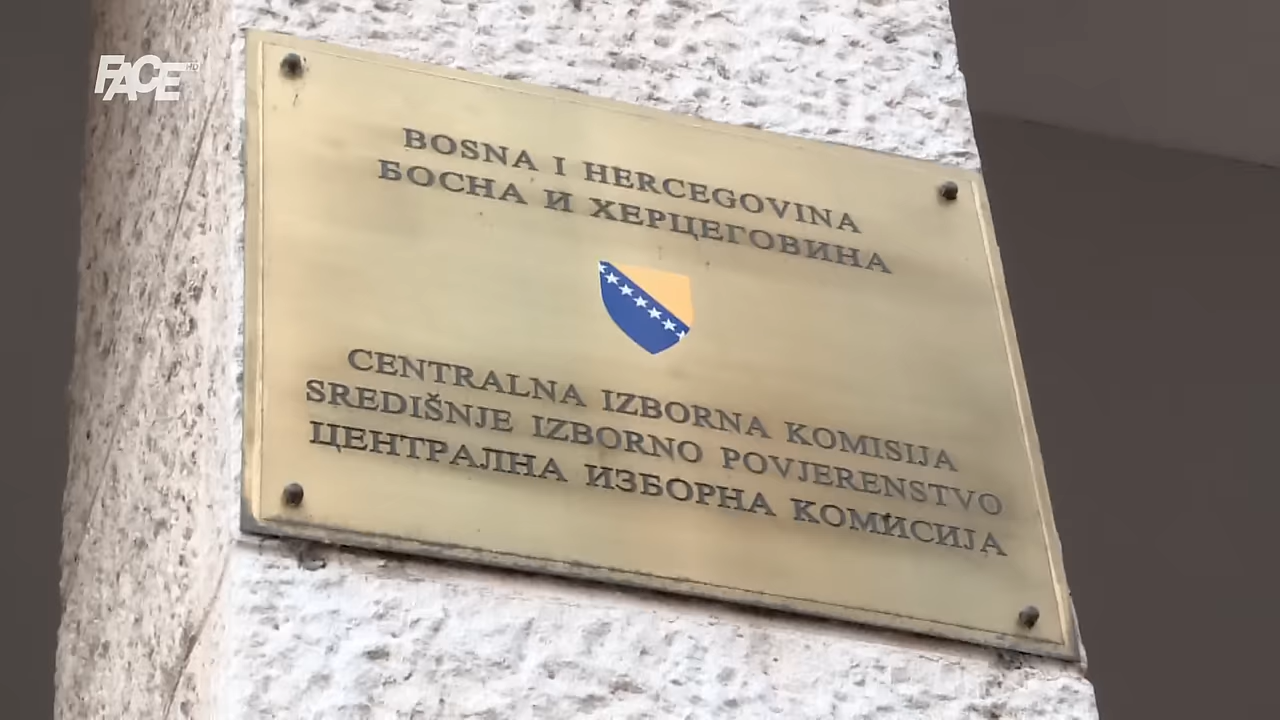 FACE HD
BOSNA I HERCEGOVINA
БОСНА И ХЕРЦЕГОВИНА
CENTRALNA IZBORNA KOMISIJA
SREDIŠNJE IZBORNO POVJERENSTVO
ЦЕНТРАЛНА ИЗБОРНА КОМИСИЈА